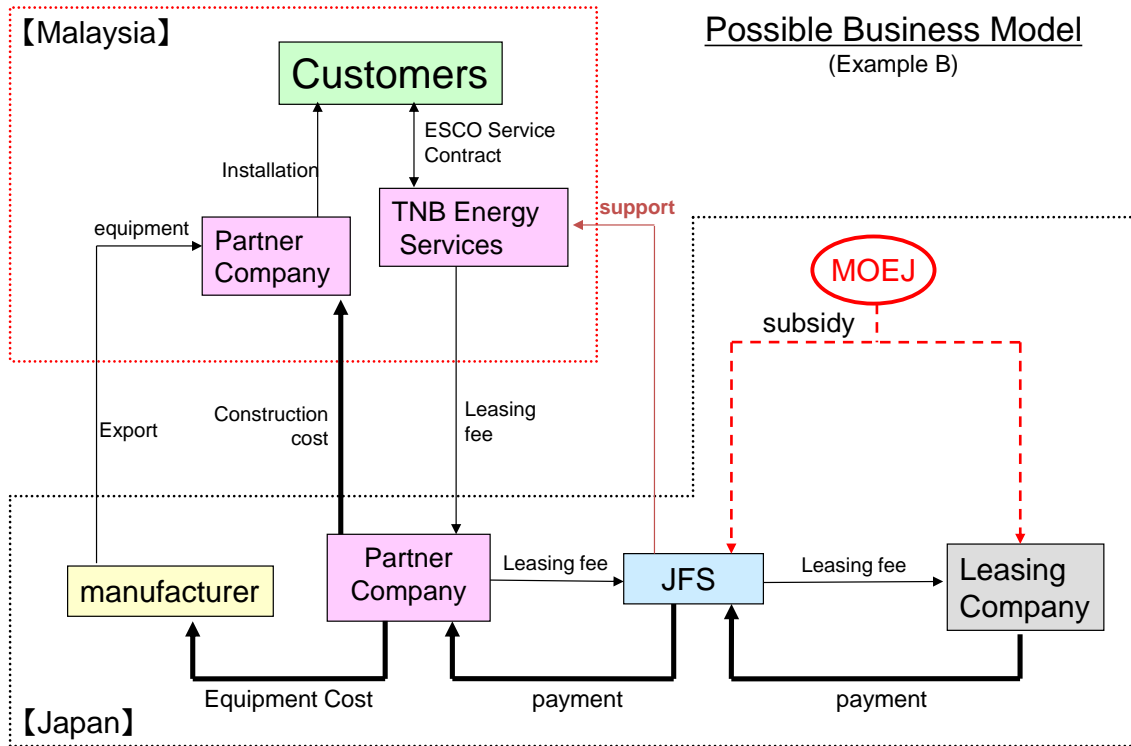 【Malaysia】
Possible Business Model
(Example B)
Customers
ESCO Service
Contract
Installation
TNB Energy
Services
support
equipment
Partner
Company
MOEJ
subsidy
Construction
cost
Leasing
fee
Export
Partner
Company
Leasing fee
JFS
Leasing fee
Leasing
Company
manufacturer
Equipment Cost
payment
payment
【Japan】